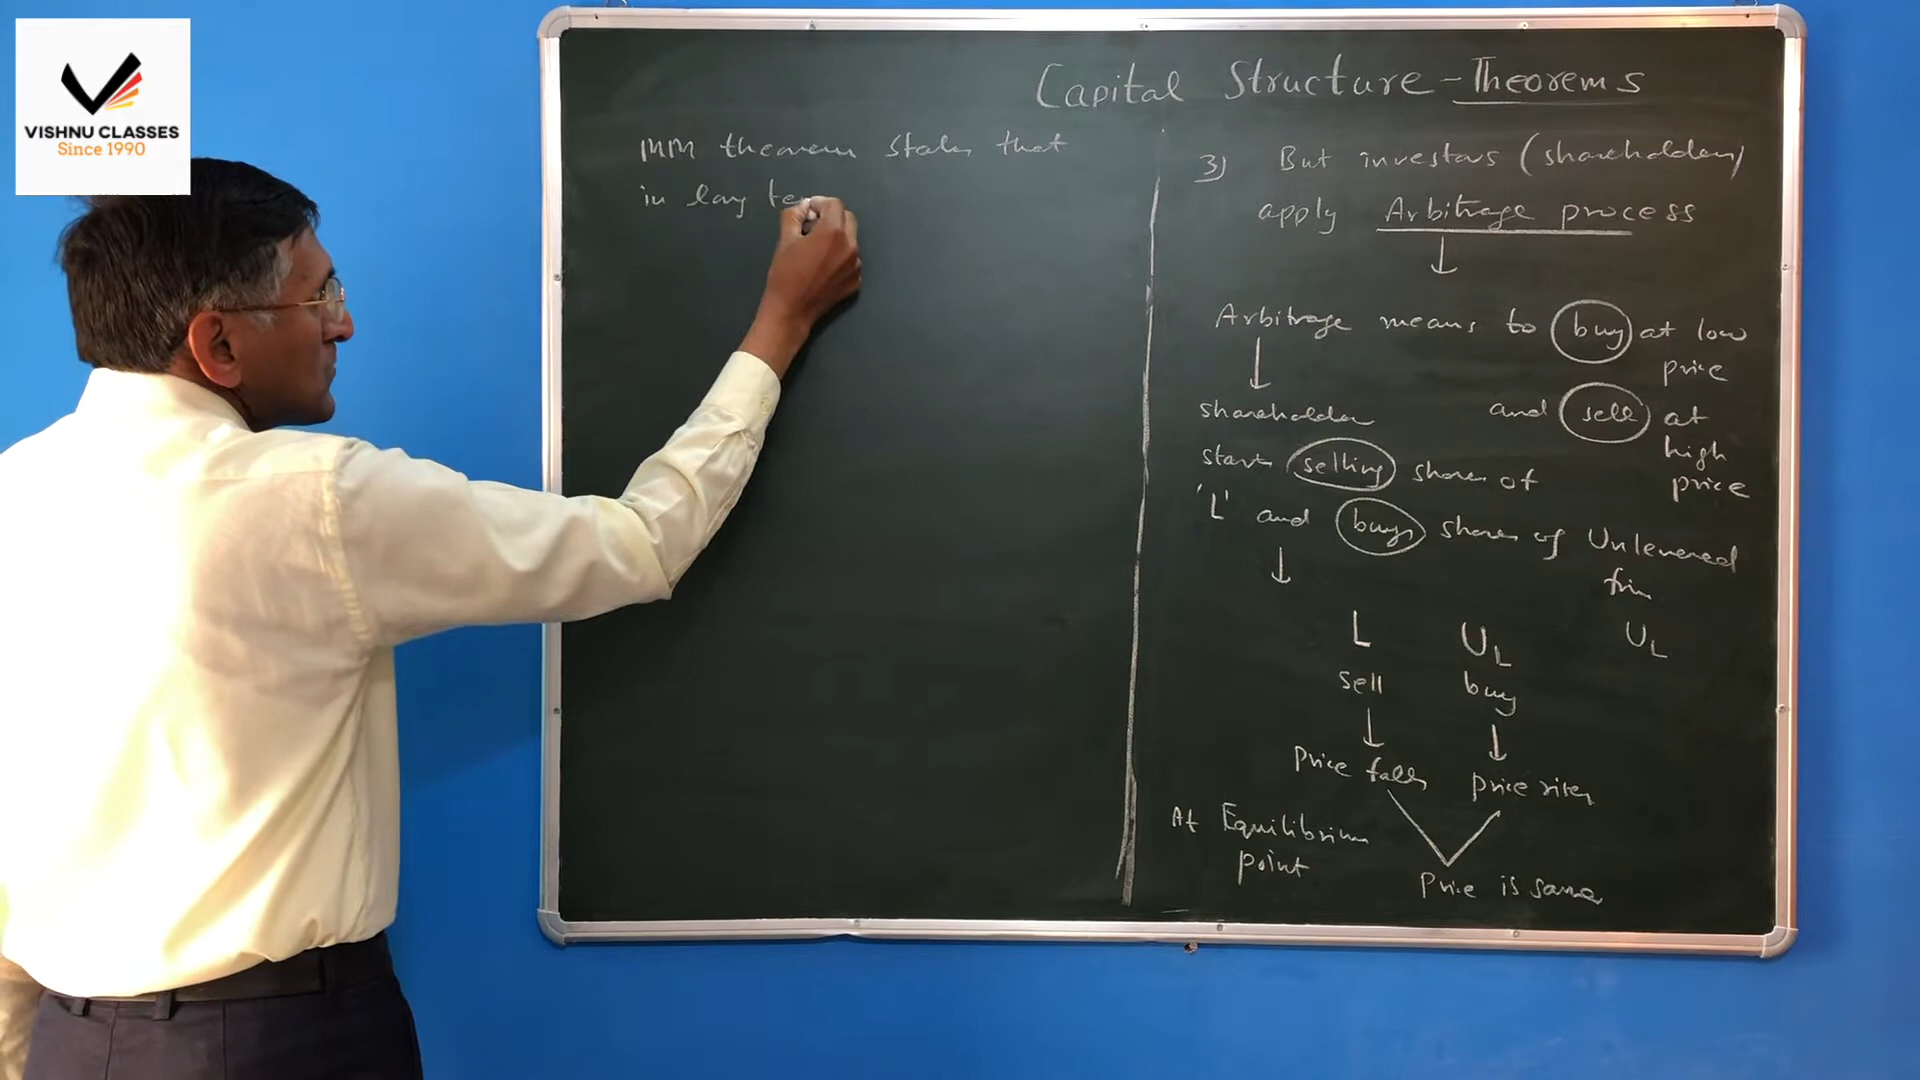 VISHNU CLASSES
Since 1990
Capital Structure - Theorems
MM theorem states that
in long te
3) But investors (shareholders)
apply Arbitrage process
Arbitrage means to buy at low
price
and sell at
high
price
shareholder
starts selling shares of
'L' and buys shares of Unlevered
firm
UL
L UL
sell buy
Price falls price rises
At Equilibrium
point
Price is same